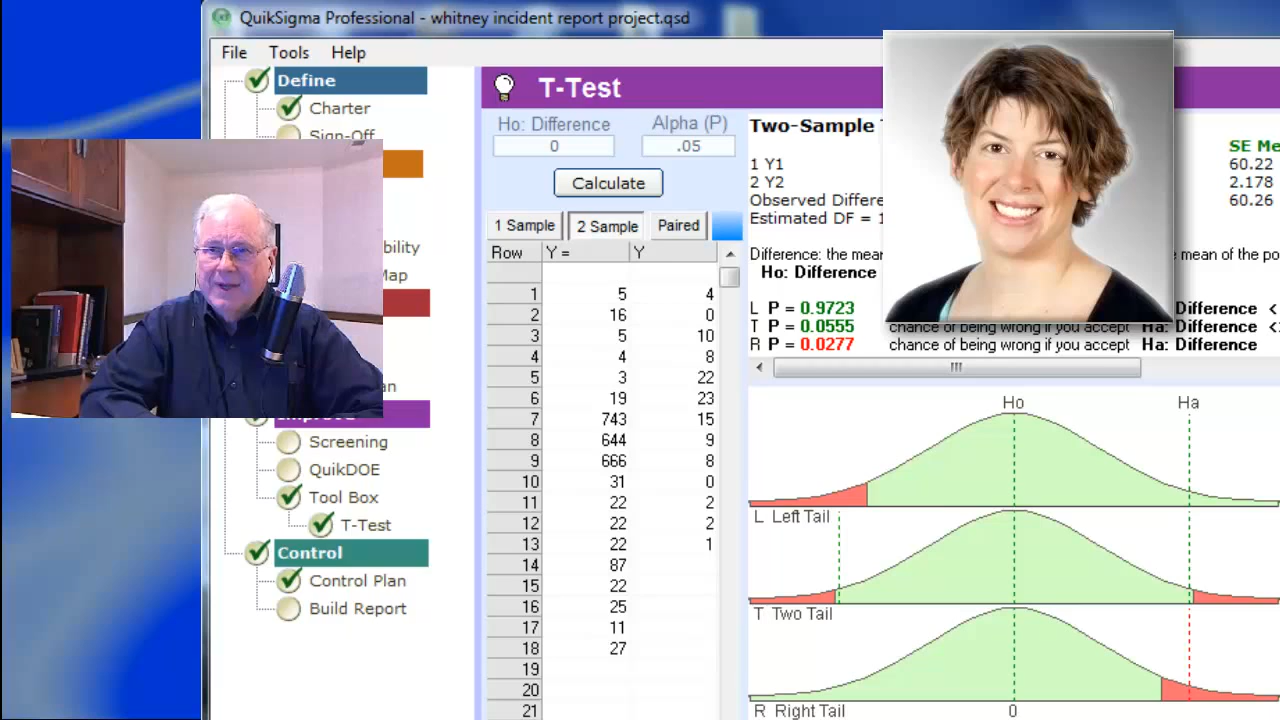 QuikSigma Professional - whitney incident report project.qsd
File Tools Help
Define
Charter
Sign-Off
bility
Map
an
Screening
QuikDOE
Tool Box
T-Test
Control
Control Plan
Build Report
T-Test
Ho: Difference Alpha (P)
0 .05
Calculate
1 Sample 2 Sample Paired
Row Y = Y
1 5 4
2 16 0
3 5 10
4 4 8
5 3 22
6 19 23
7 743 15
8 644 9
9 666 8
10 31 0
11 22 2
12 22 2
13 22 1
14 87
15 22
16 25
17 11
18 27
19
20
21
Two-Sample
SE Me
1 Y1 60.22
2 Y2 2.178
Observed Differe 60.26
Estimated DF = 1
Difference: the mear mean of the po
Ho: Difference
L P = 0.9723 Difference <
T P = 0.0555 chance of being wrong if you accept Ha: Difference <
R P = 0.0277 chance of being wrong if you accept Ha: Difference
Ho Ha
L Left Tail
T Two Tail
R Right Tail 0